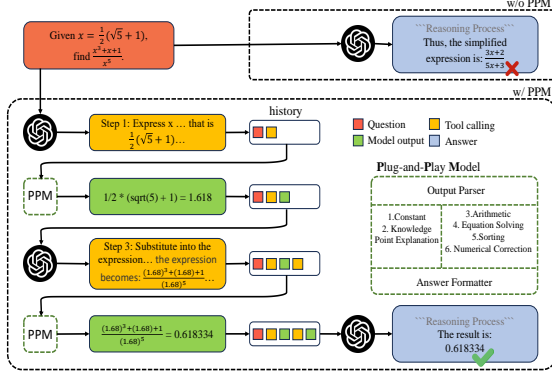 w/o PPM
Given x = 1/2(√5 + 1),
find x³+x+1/x⁵.
```Reasoning Process```
Thus, the simplified
expression is: 3x+2/5x+3
w/ PPM
Step 1: Express x … that is
1/2(√5 + 1)…
history
Question
Tool calling
Model output
Answer
PPM
1/2 * (sqrt(5) + 1) = 1.618
Plug-and-Play Model
Output Parser
1.Constant
2. Knowledge
Point Explanation
3.Arithmetic
4. Equation Solving
5.Sorting
6. Numerical Correction
Answer Formatter
Step 3: Substitute into the
expression… the expression
becomes: (1.68)³+(1.68)+1/(1.68)⁵…
PPM
(1.68)³+(1.68)+1/(1.68)⁵ = 0.618334
```Reasoning Process```
The result is:
0.618334